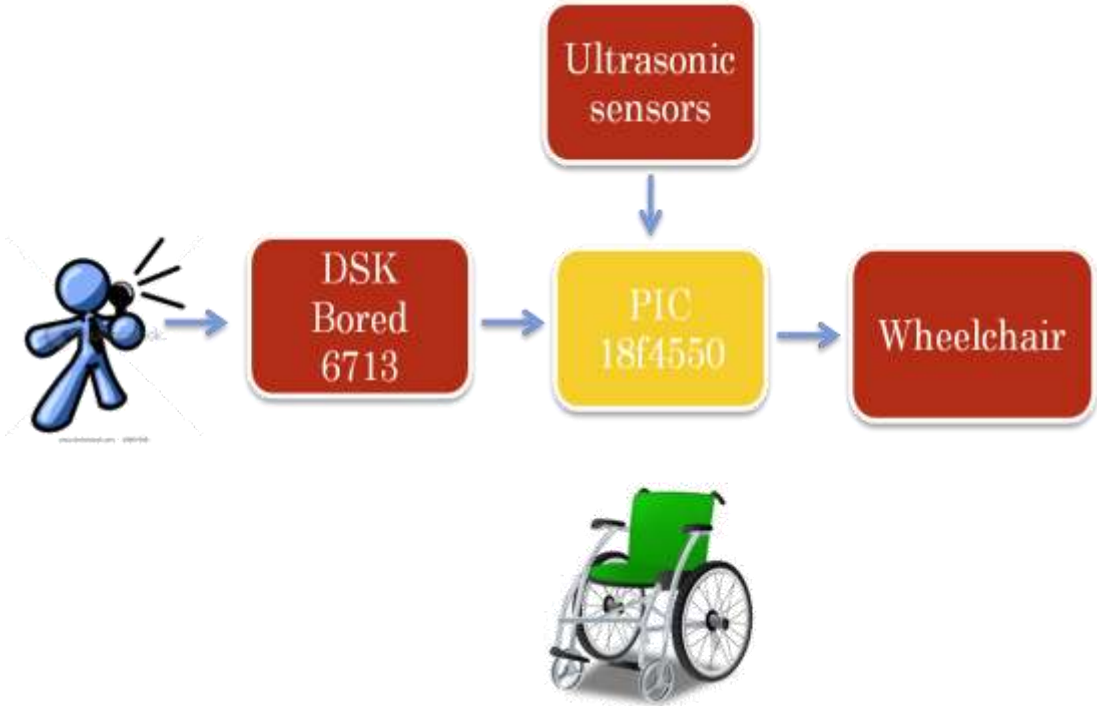 Ultrasonic
sensors
DSK
Bored
6713
PIC
18f4550
Wheelchair